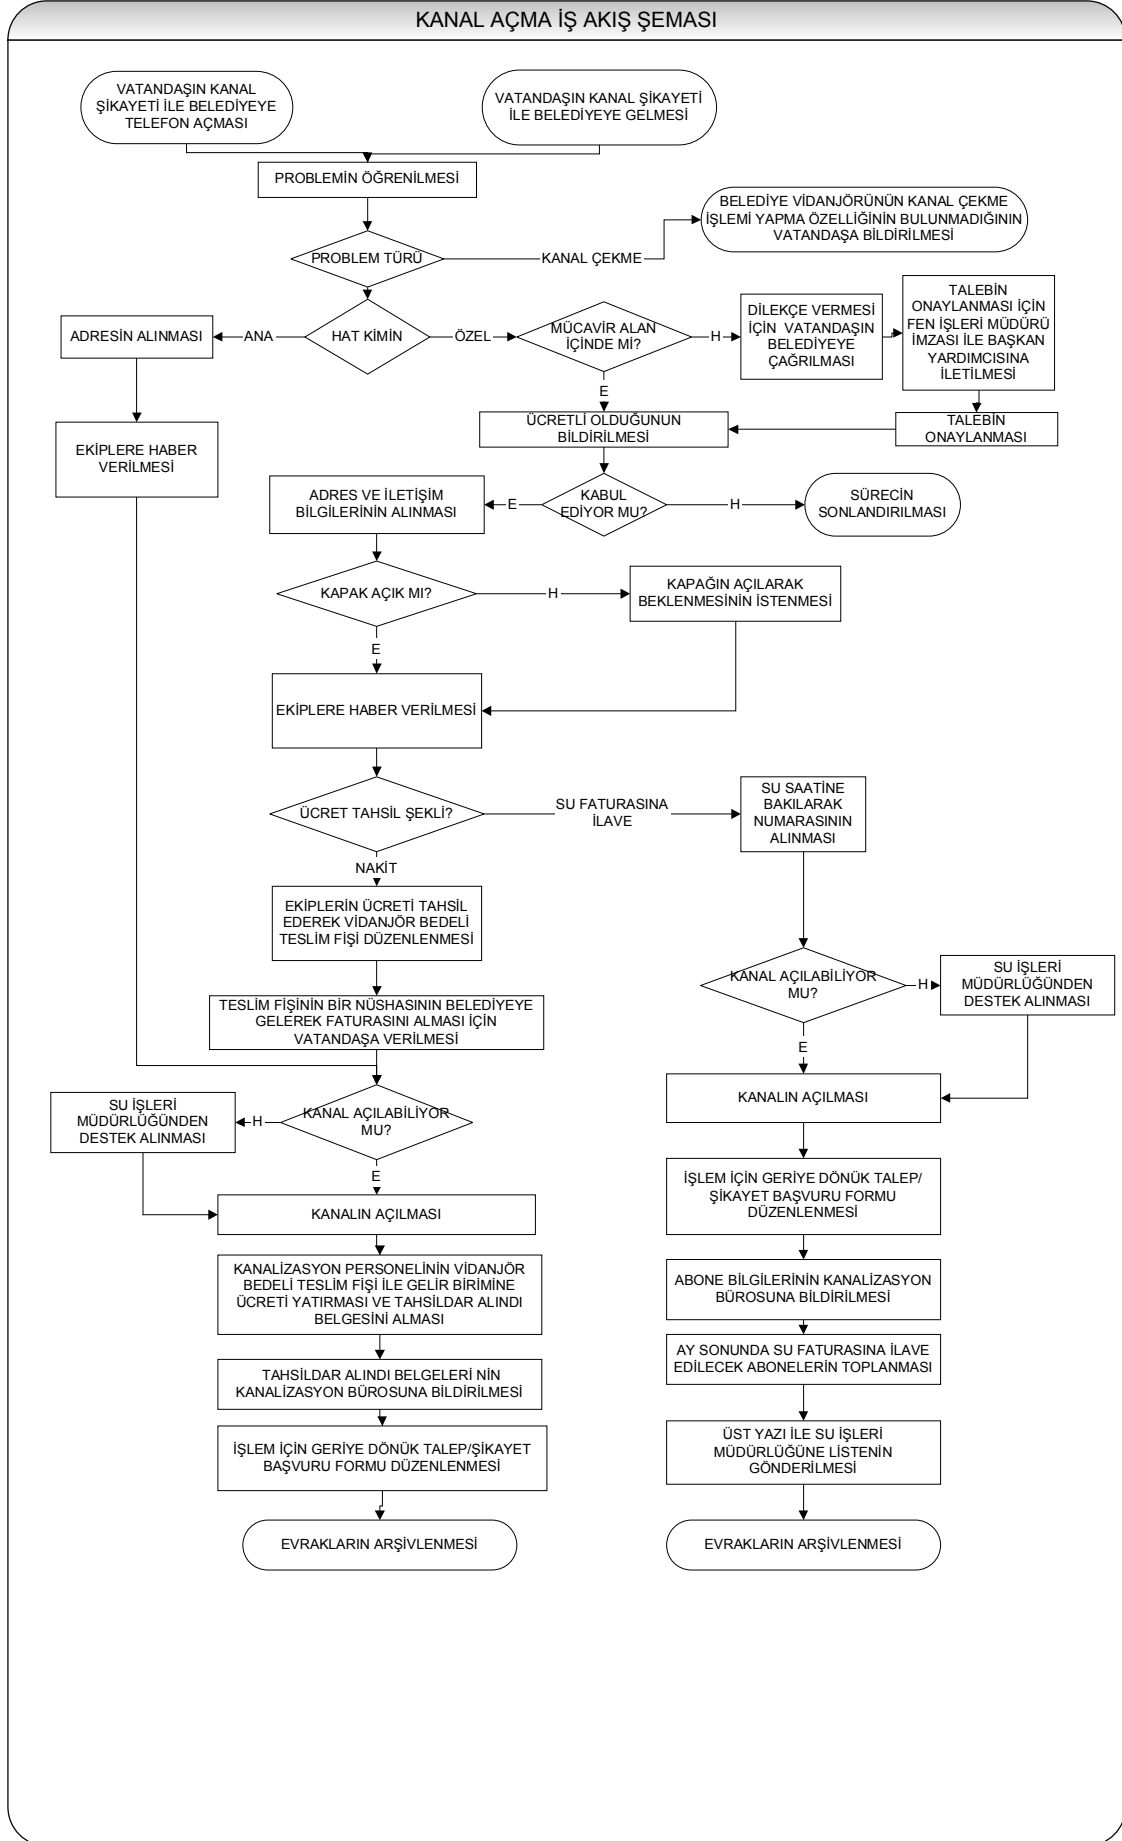 KANAL AÇMA İŞ AKIŞ ŞEMASI
VATANDAŞIN KANAL
ŞİKAYETİ İLE BELEDİYEYE
TELEFON AÇMASI
VATANDAŞIN KANAL ŞİKAYETİ
İLE BELEDİYEYE GELMESİ
PROBLEMİN ÖĞRENİLMESİ
BELEDİYE VİDANJÖRÜNÜN KANAL ÇEKME
İŞLEMİ YAPMA ÖZELLİĞİNİN BULUNMADIĞININ
VATANDAŞA BİLDİRİLMESİ
PROBLEM TÜRÜ
KANAL ÇEKME
ADRESİN ALINMASI
ANA
HAT KİMİN
ÖZEL
MÜCAVİR ALAN
İÇİNDE Mİ?
H
DİLEKÇE VERMESİ
İÇİN VATANDAŞIN
BELEDİYEYE
ÇAĞRILMASI
TALEBİN
ONAYLANMASI İÇİN
FEN İŞLERİ MÜDÜRÜ
İMZASI İLE BAŞKAN
YARDIMCISINA
İLETİLMESİ
E
EKİPLERE HABER
VERİLMESİ
ÜCRETLİ OLDUĞUNUN
BİLDİRİLMESİ
TALEBİN
ONAYLANMASI
ADRES VE İLETİŞİM
BİLGİLERİNİN ALINMASI
E
KABUL
EDİYOR MU?
H
SÜRECİN
SONLANDIRILMASI
KAPAK AÇIK MI?
H
KAPAĞIN AÇILARAK
BEKLENMESİNİN İSTENMESİ
E
EKİPLERE HABER VERİLMESİ
ÜCRET TAHSİL ŞEKLİ?
SU FATURASINA
İLAVE
SU SAATİNE
BAKILARAK
NUMARASININ
ALINMASI
NAKİT
EKİPLERİN ÜCRETİ TAHSİL
EDEREK VİDANJÖR BEDELİ
TESLİM FİŞİ DÜZENLENMESİ
KANAL AÇILABİLİYOR
MU?
H
SU İŞLERİ
MÜDÜRLÜĞÜNDEN
DESTEK ALINMASI
TESLİM FİŞİNİN BİR NÜSHASININ BELEDİYEYE
GELEREK FATURASINI ALMASI İÇİN
VATANDAŞA VERİLMESİ
E
KANALIN AÇILMASI
SU İŞLERİ
MÜDÜRLÜĞÜNDEN
DESTEK ALINMASI
H
KANAL AÇILABİLİYOR
MU?
E
İŞLEM İÇİN GERİYE DÖNÜK TALEP/
ŞİKAYET BAŞVURU FORMU
DÜZENLENMESİ
KANALIN AÇILMASI
KANALİZASYON PERSONELİNİN VİDANJÖR
BEDELİ TESLİM FİŞİ İLE GELİR BİRİMİNE
ÜCRETİ YATIRMASI VE TAHSİLDAR ALINDI
BELGESİNİ ALMASI
ABONE BİLGİLERİNİN KANALİZASYON
BÜROSUNA BİLDİRİLMESİ
AY SONUNDA SU FATURASINA İLAVE
EDİLECEK ABONELERİN TOPLANMASI
TAHSİLDAR ALINDI BELGELERİ NİN
KANALİZASYON BÜROSUNA BİLDİRİLMESİ
İŞLEM İÇİN GERİYE DÖNÜK TALEP/ŞİKAYET
BAŞVURU FORMU DÜZENLENMESİ
ÜST YAZI İLE SU İŞLERİ
MÜDÜRLÜĞÜNE LİSTENİN
GÖNDERİLMESİ
EVRAKLARIN ARŞİVLENMESİ
EVRAKLARIN ARŞİVLENMESİ